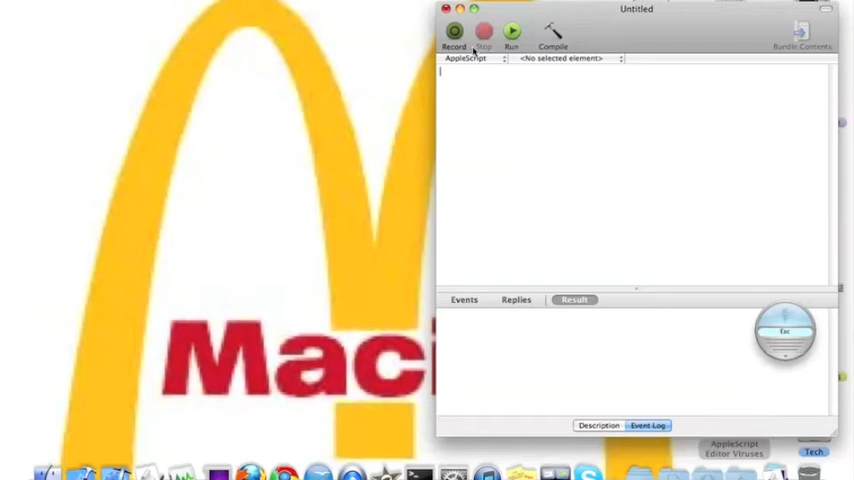 Untitled
Record
Stop
Run
Compile
Bundle Contents
AppleScript
<No selected element>
Maci
Events
Replies
Result
Esc
Description
Event Log
AppleScript
Editor Viruses
Tech